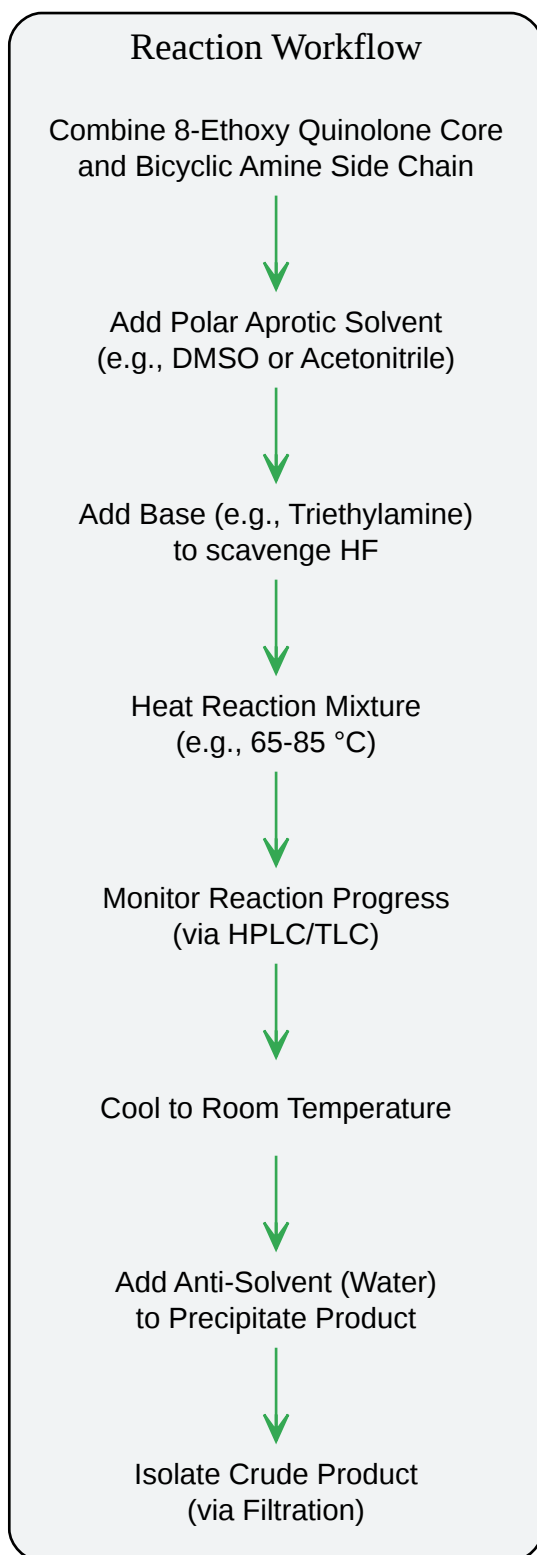 Reaction Workflow
Combine 8-Ethoxy Quinolone Core
and Bicyclic Amine Side Chain
Add Polar Aprotic Solvent
(e.g., DMSO or Acetonitrile)
Add Base (e.g., Triethylamine)
to scavenge HF
Heat Reaction Mixture
(e.g., 65-85 °C)
Monitor Reaction Progress
(via HPLC/TLC)
Cool to Room Temperature
Add Anti-Solvent (Water)
to Precipitate Product
Isolate Crude Product
(via Filtration)